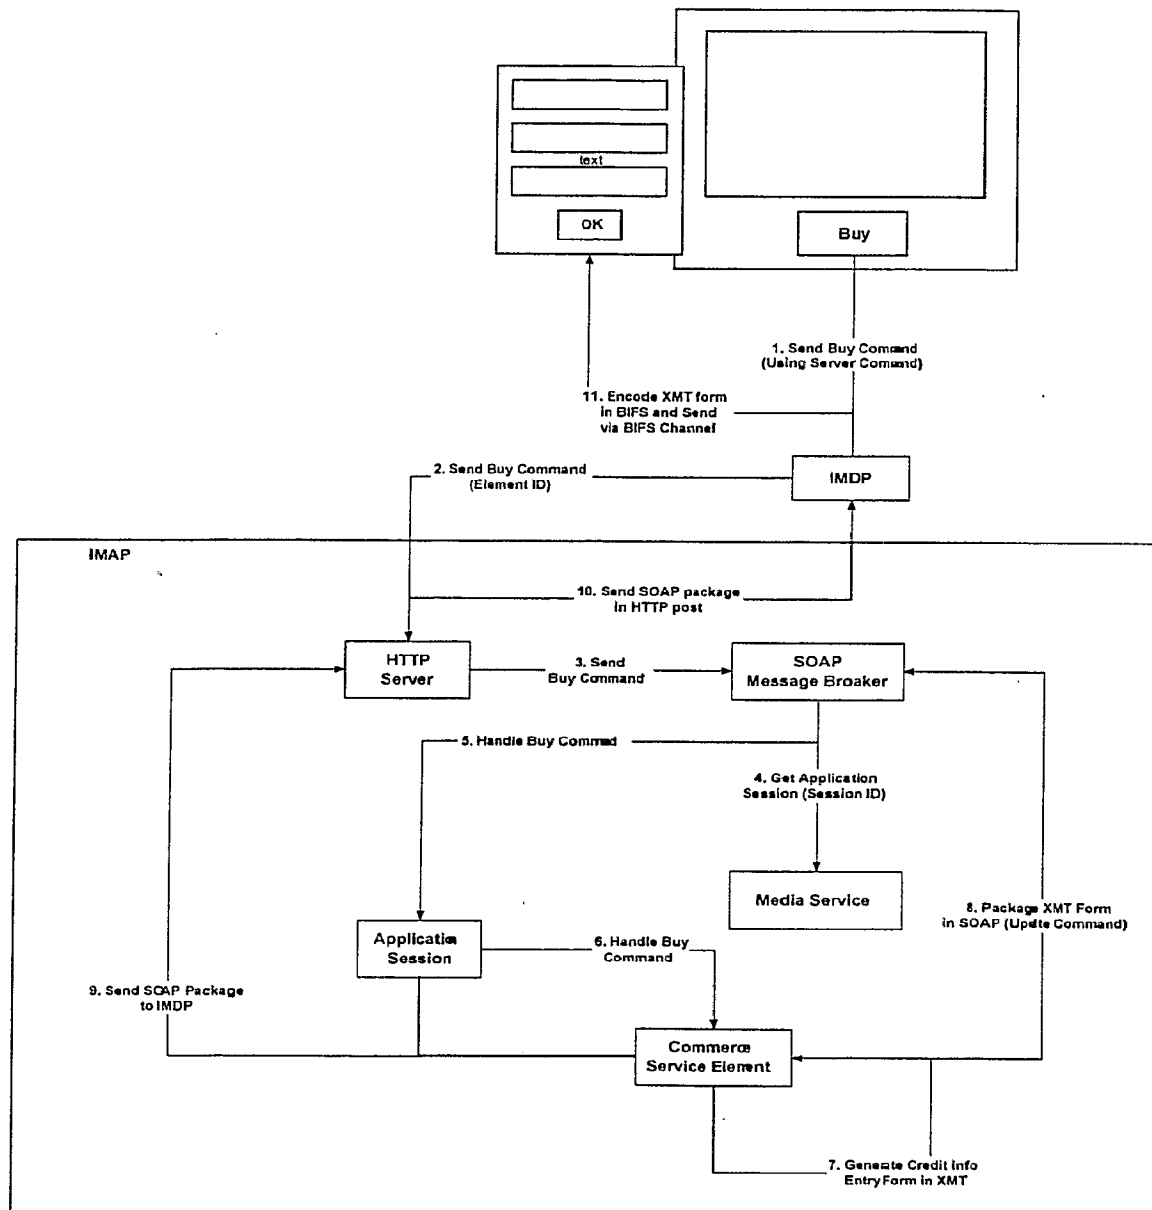 text
OK
Buy
1. Send Buy Command
(Using Server Comand)
11. Encode XMT form
in BIFS and Send
via BIFS Channel
2. Send Buy Command
(Element ID)
IMDP
IMAP
10. Send SOAP package
in HTTP post
HTTP
Server
3. Send
Buy Command
SOAP
Message Broaker
5. Handle Buy Commad
4. Get Application
Session (Session ID)
Media Service
8. Package XMT Form
in SOAP (Updte Command)
Application
Session
6. Handle Buy
Command
9. Send SOAP Package
to IMDP
Commerce
Service Element
7. Generate Credit Info
Entry Form in XMT